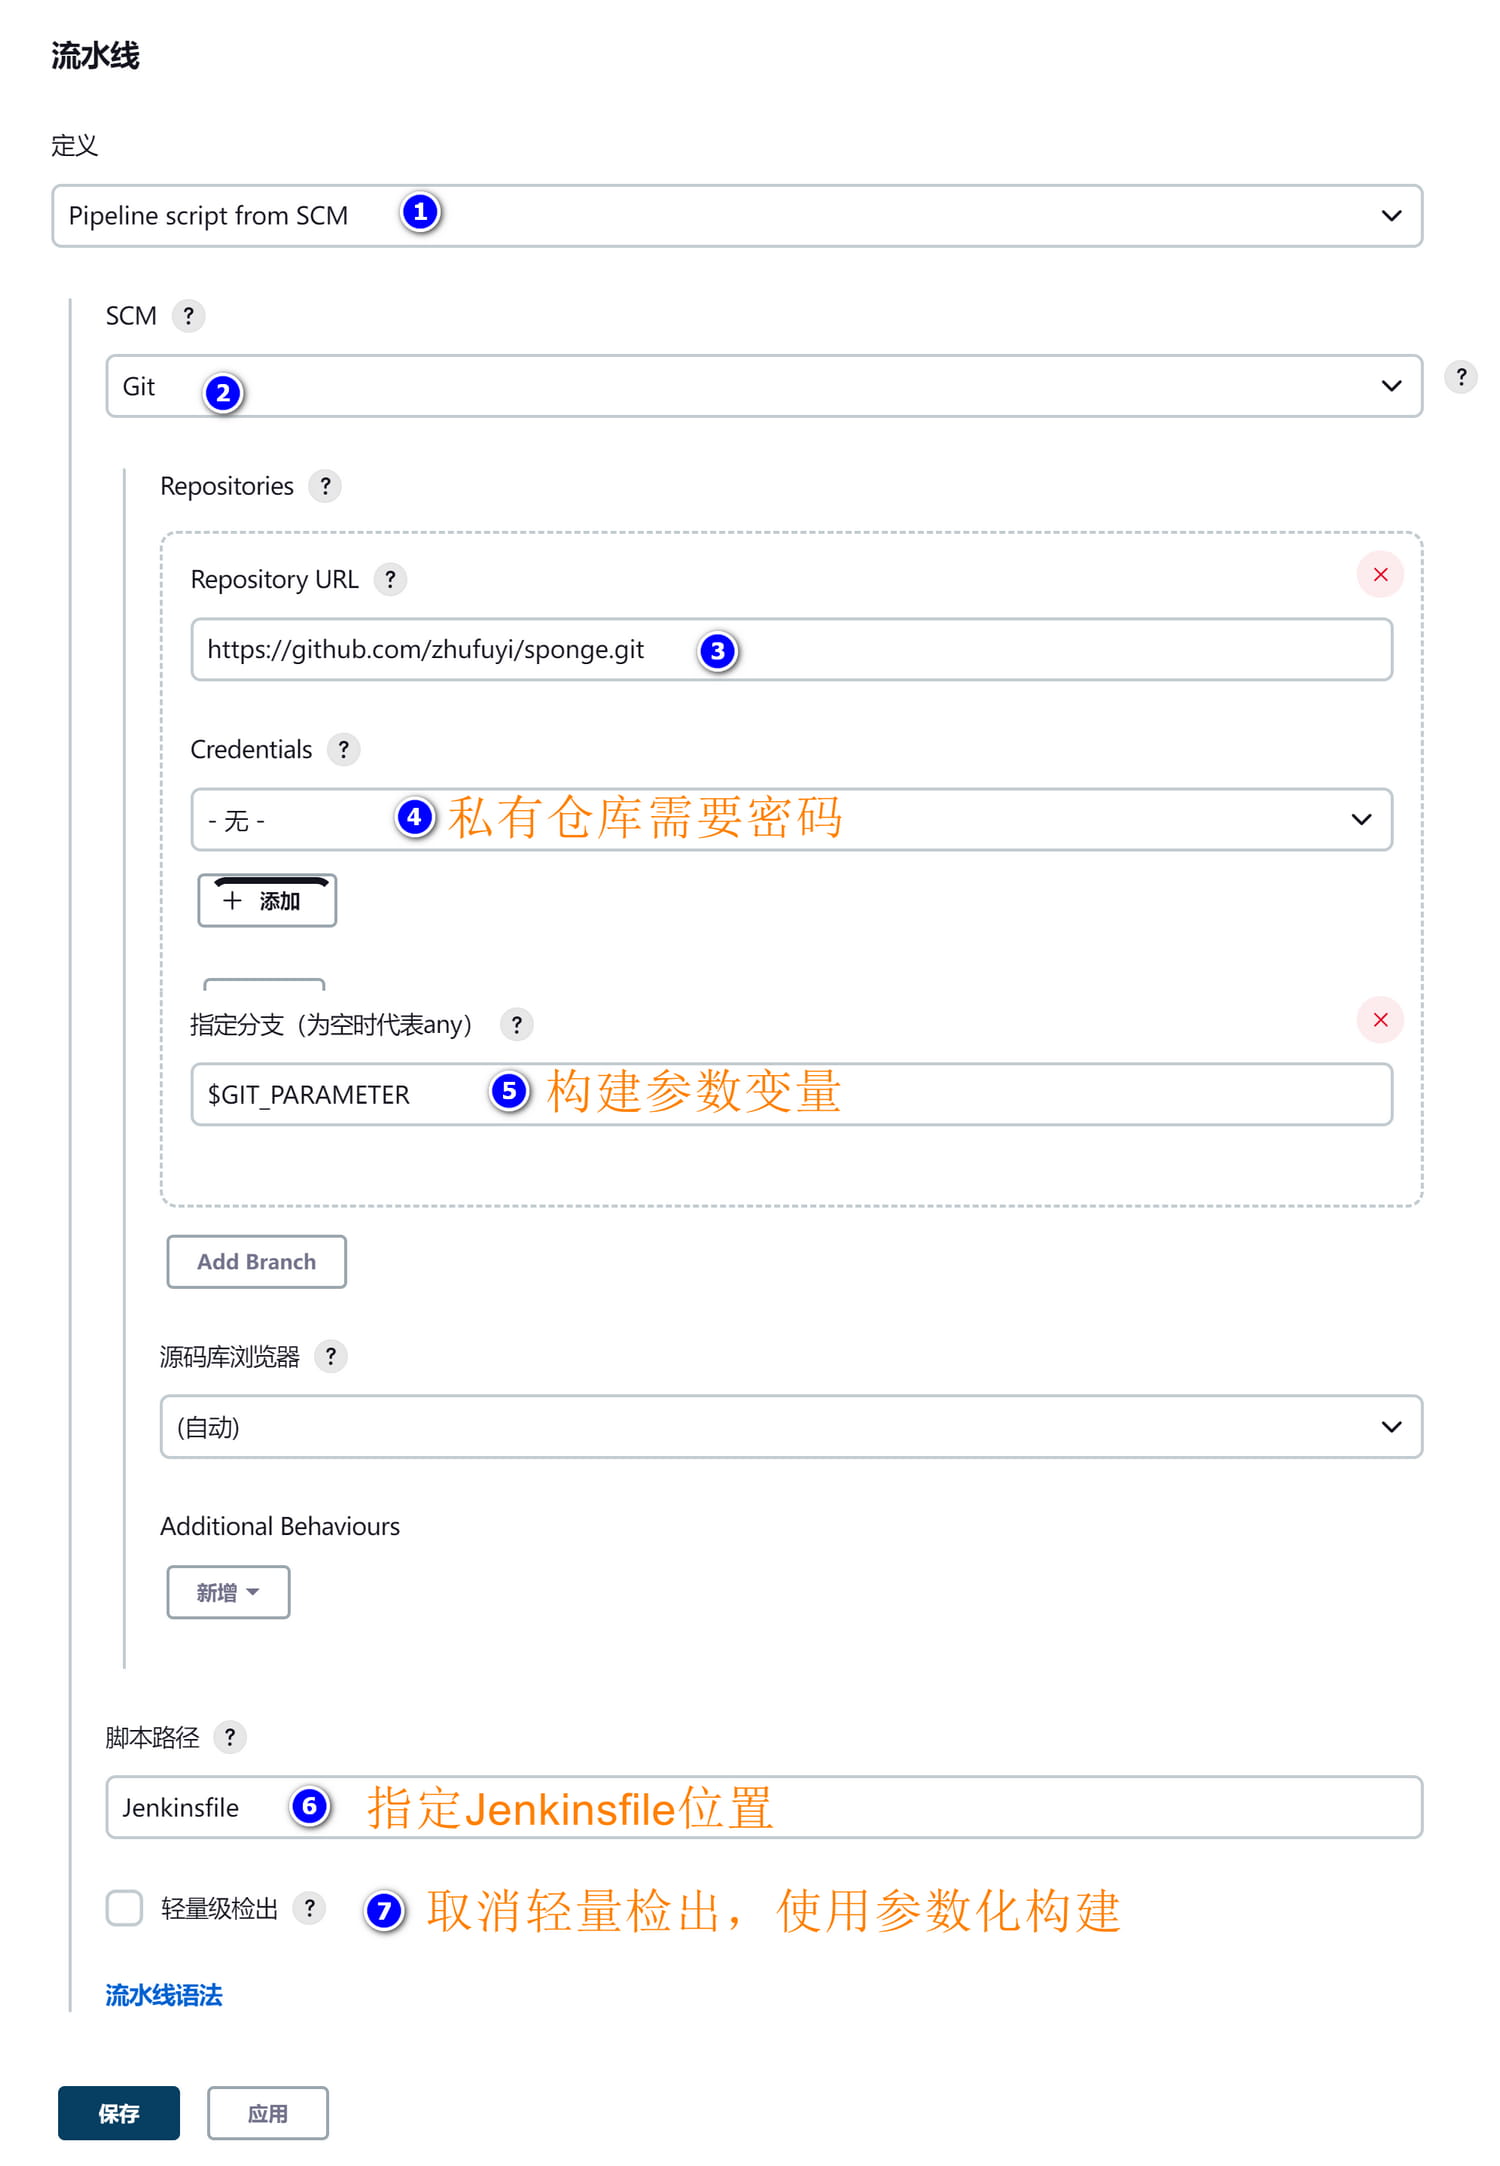 流水线
定义
Pipeline script from SCM 1
SCM ?
Git 2 ?
Repositories ?
Repository URL ?
https://github.com/zhufuyi/sponge.git 3
Credentials ?
- 无 - 4 私有仓库需要密码
+ 添加
指定分支（为空时代表any） ?
$GIT_PARAMETER 5 构建参数变量
Add Branch
源码库浏览器 ?
(自动)
Additional Behaviours
新增
脚本路径 ?
Jenkinsfile 6 指定Jenkinsfile位置
轻量级检出 ? 7 取消轻量检出，使用参数化构建
流水线语法
保存 应用